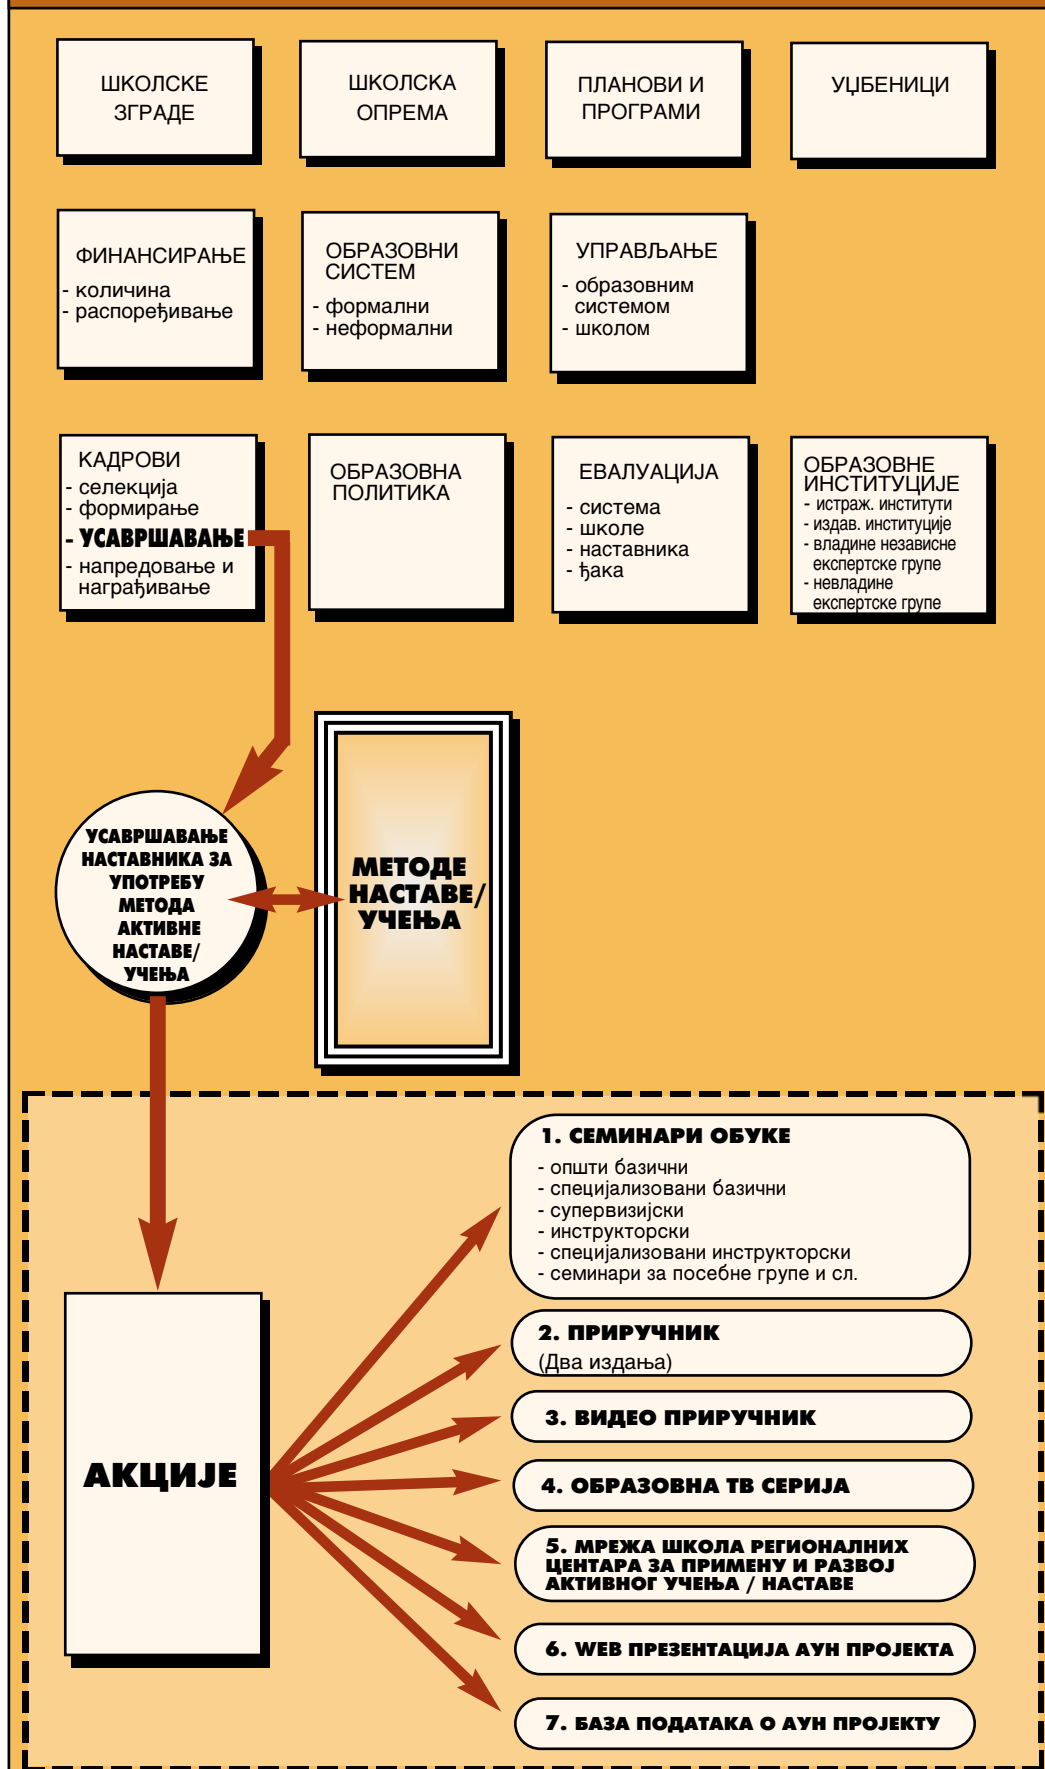 ШКОЛСКЕ
ЗГРАДЕ
ШКОЛСКА
ОПРЕМА
ПЛАНОВИ И
ПРОГРАМИ
УЏБЕНИЦИ
ФИНАНСИРАЊЕ
- количина
- распоређивање
ОБРАЗОВНИ
СИСТЕМ
- формални
- неформални
УПРАВЉАЊЕ
- образовним
системом
- школом
КАДРОВИ
- селекција
- формирање
- УСАВРШАВАЊЕ
- напредовање и
награђивање
ОБРАЗОВНА
ПОЛИТИКА
ЕВАЛУАЦИЈА
- система
- школе
- наставника
- ђака
ОБРАЗОВНЕ
ИНСТИТУЦИЈЕ
- истраж. институти
- издав. институције
- владине независне
експертске групе
- невладине
експертске групе
УСАВРШАВАЊЕ
НАСТАВНИКА ЗА
УПОТРЕБУ
МЕТОДА
АКТИВНЕ
НАСТАВЕ/
УЧЕЊА
МЕТОДЕ
НАСТАВЕ/
УЧЕЊА
АКЦИЈЕ
1. СЕМИНАРИ ОБУКЕ
- општи базични
- специјализовани базични
- супервизијски
- инструкторски
- специјализовани инструкторски
- семинари за посебне групе и сл.
2. ПРИРУЧНИК
(Два издања)
3. ВИДЕО ПРИРУЧНИК
4. ОБРАЗОВНА ТВ СЕРИЈА
5. МРЕЖА ШКОЛА РЕГИОНАЛНИХ
ЦЕНТАРА ЗА ПРИМЕНУ И РАЗВОЈ
АКТИВНОГ УЧЕЊА / НАСТАВЕ
6. WEB ПРЕЗЕНТАЦИЈА АУН ПРОЈЕКТА
7. БАЗА ПОДАТАКА О АУН ПРОЈЕКТУ